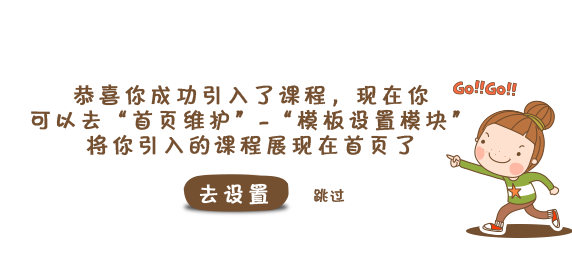 Go!!Go!!
恭喜你成功引入了课程，现在你
可以去“首页维护”-“模板设置模块”
将你引入的课程展现在首页了
去设置
跳过